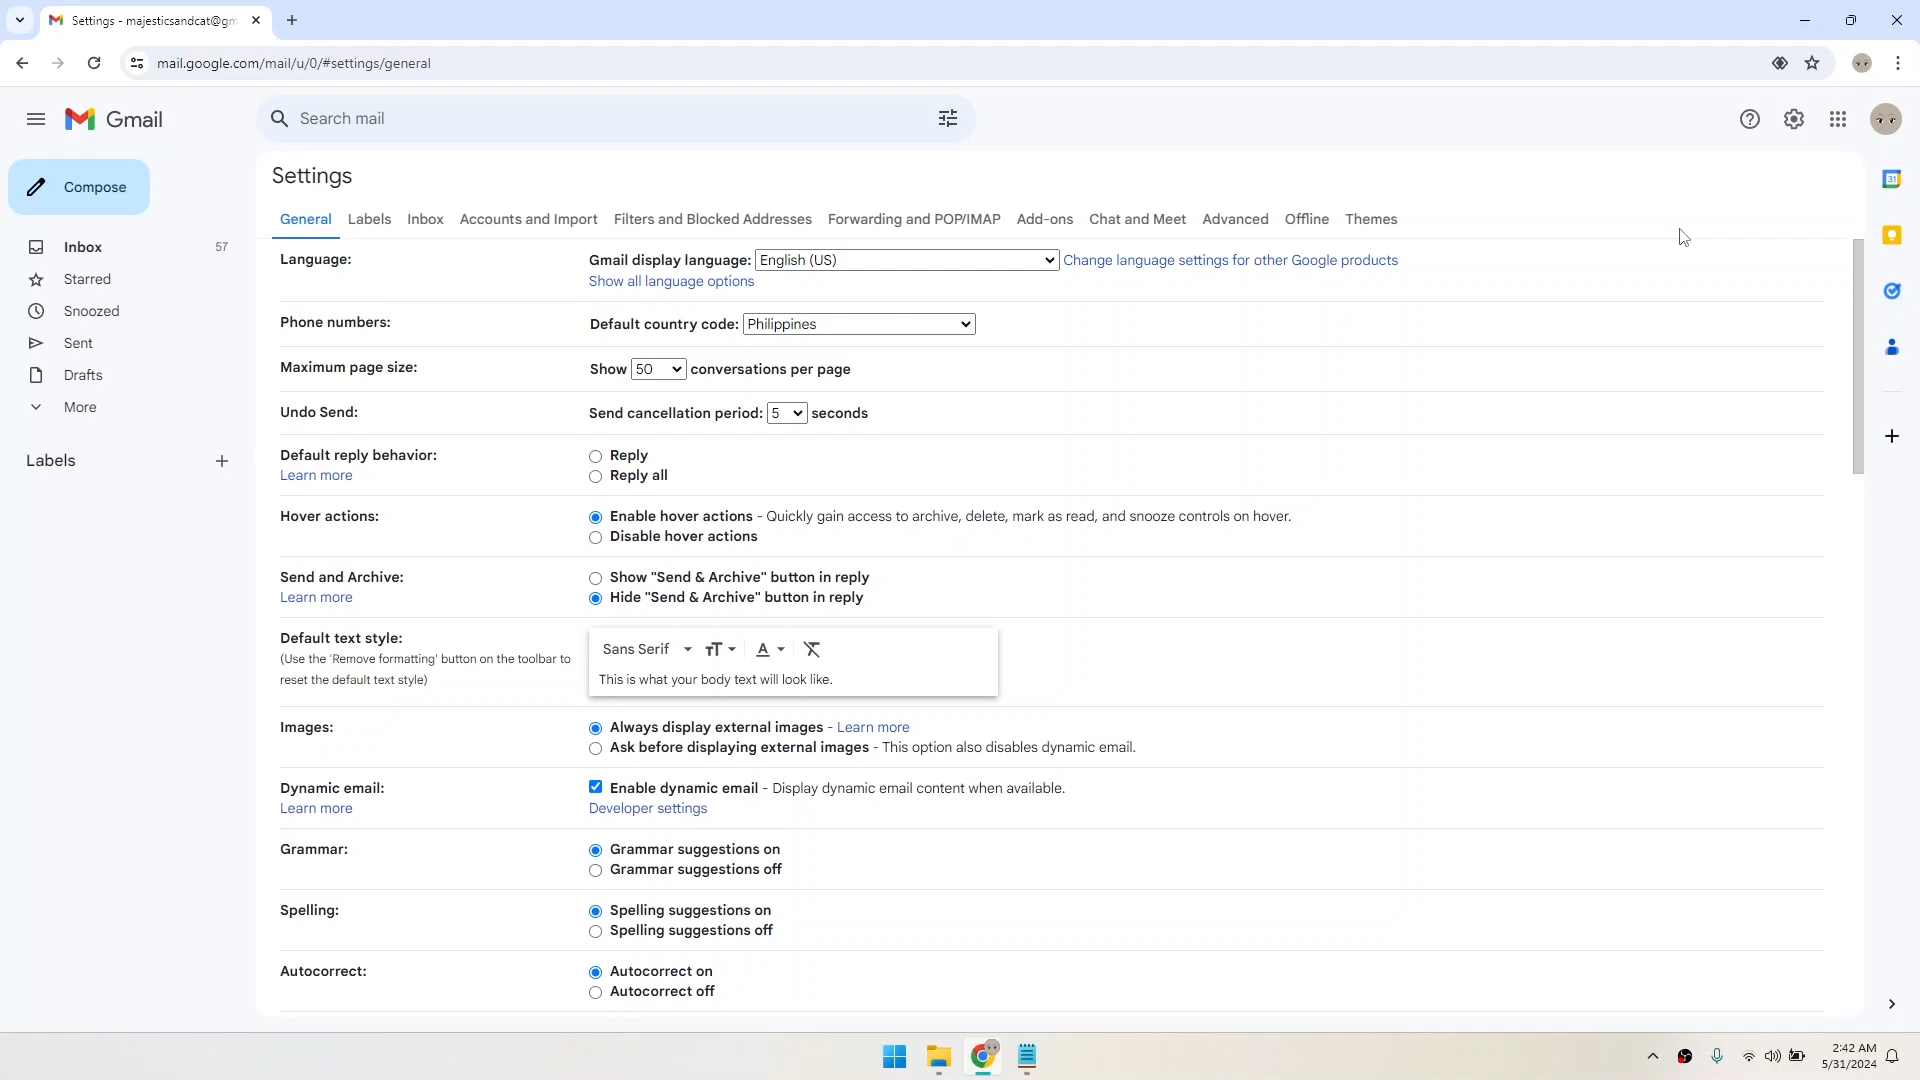 Settings - majesticsandcat@gm
mail.google.com/mail/u/0/#settings/general
Gmail
Search mail
Compose
Inbox 57
Starred
Snoozed
Sent
Drafts
More
Labels
Settings
General Labels Inbox Accounts and Import Filters and Blocked Addresses Forwarding and POP/IMAP Add-ons Chat and Meet Advanced Offline Themes
Language: Gmail display language: English (US) Change language settings for other Google products
Show all language options
Phone numbers: Default country code: Philippines
Maximum page size: Show 50 conversations per page
Undo Send: Send cancellation period: 5 seconds
Default reply behavior: Reply
Learn more Reply all
Hover actions: Enable hover actions - Quickly gain access to archive, delete, mark as read, and snooze controls on hover.
Disable hover actions
Send and Archive: Show "Send & Archive" button in reply
Learn more Hide "Send & Archive" button in reply
Default text style:
(Use the 'Remove formatting' button on the toolbar to
reset the default text style)
Sans Serif
This is what your body text will look like.
Images: Always display external images - Learn more
Ask before displaying external images - This option also disables dynamic email.
Dynamic email: Enable dynamic email - Display dynamic email content when available.
Learn more Developer settings
Grammar: Grammar suggestions on
Grammar suggestions off
Spelling: Spelling suggestions on
Spelling suggestions off
Autocorrect: Autocorrect on
Autocorrect off
31
2:42 AM
5/31/2024